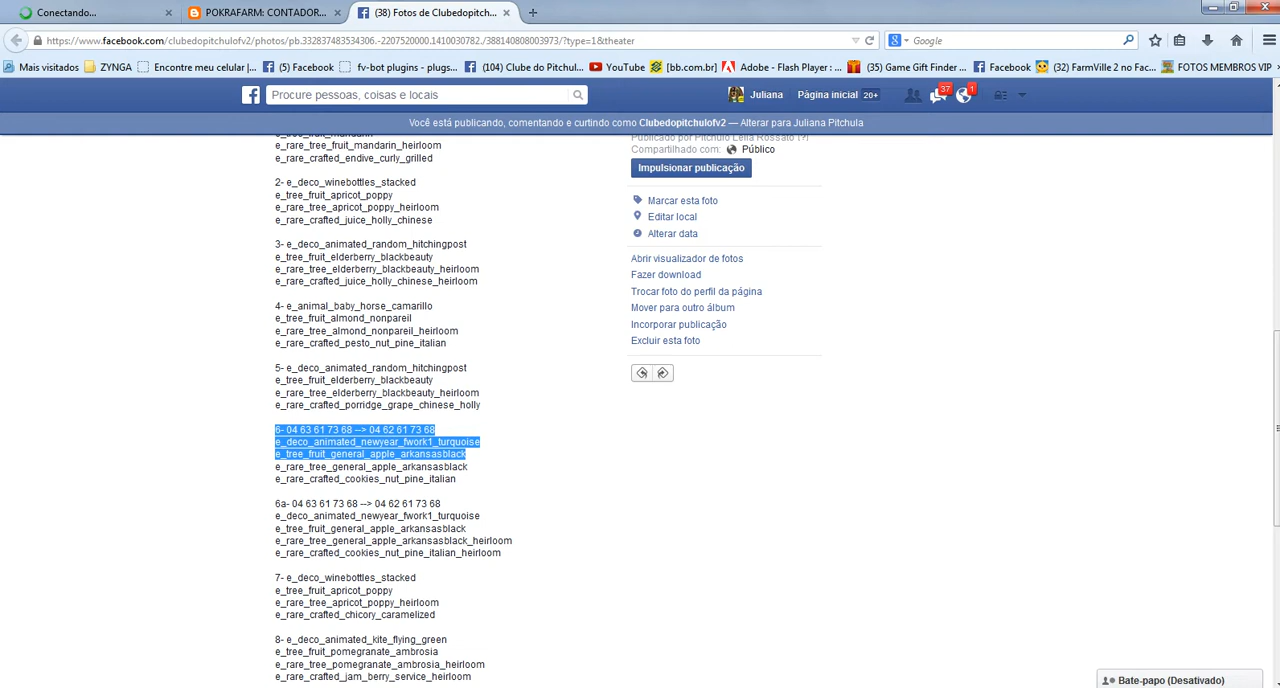 Conectando...
POKRAFARM: CONTADOR...
(38) Fotos de Clubedopitch...
https://www.facebook.com/clubedopitchulofv2/photos/pb.332837483534306.-2207520000.1410030782./388140808003973/?type=1&theater
Google
Mais visitados
ZYNGA
Encontre meu celular |...
(5) Facebook
fv-bot plugins - plugs...
(104) Clube do Pitchul...
YouTube
[bb.com.br]
Adobe - Flash Player : ...
(35) Game Gift Finder ...
Facebook
(32) FarmVille 2 no Fac...
FOTOS MEMBROS VIP
Procure pessoas, coisas e locais
Juliana
Página inicial 20+
37
1
Você está publicando, comentando e curtindo como Clubedopitchulofv2 — Alterar para Juliana Pitchula
e_tree_fruit_mandarin
e_rare_tree_fruit_mandarin_heirloom
e_rare_crafted_endive_curly_grilled
2- e_deco_winebottles_stacked
e_tree_fruit_apricot_poppy
e_rare_tree_apricot_poppy_heirloom
e_rare_crafted_juice_holly_chinese
3- e_deco_animated_random_hitchingpost
e_tree_fruit_elderberry_blackbeauty
e_rare_tree_elderberry_blackbeauty_heirloom
e_rare_crafted_juice_holly_chinese_heirloom
4- e_animal_baby_horse_camarillo
e_tree_fruit_almond_nonpareil
e_rare_tree_almond_nonpareil_heirloom
e_rare_crafted_pesto_nut_pine_italian
5- e_deco_animated_random_hitchingpost
e_tree_fruit_elderberry_blackbeauty
e_rare_tree_elderberry_blackbeauty_heirloom
e_rare_crafted_porridge_grape_chinese_holly
6- 04 63 61 73 68 --> 04 62 61 73 68
e_deco_animated_newyear_fwork1_turquoise
e_tree_fruit_general_apple_arkansasblack
e_rare_tree_general_apple_arkansasblack
e_rare_crafted_cookies_nut_pine_italian
6a- 04 63 61 73 68 --> 04 62 61 73 68
e_deco_animated_newyear_fwork1_turquoise
e_tree_fruit_general_apple_arkansasblack
e_rare_tree_general_apple_arkansasblack_heirloom
e_rare_crafted_cookies_nut_pine_italian_heirloom
7- e_deco_winebottles_stacked
e_tree_fruit_apricot_poppy
e_rare_tree_apricot_poppy_heirloom
e_rare_crafted_chicory_caramelized
8- e_deco_animated_kite_flying_green
e_tree_fruit_pomegranate_ambrosia
e_rare_tree_pomegranate_ambrosia_heirloom
e_rare_crafted_jam_berry_service_heirloom
Publicado por Pitchulo Leila Rossato (?)
Compartilhado com: Público
Impulsionar publicação
Marcar esta foto
Editar local
Alterar data
Abrir visualizador de fotos
Fazer download
Trocar foto do perfil da página
Mover para outro álbum
Incorporar publicação
Excluir esta foto
Bate-papo (Desativado)